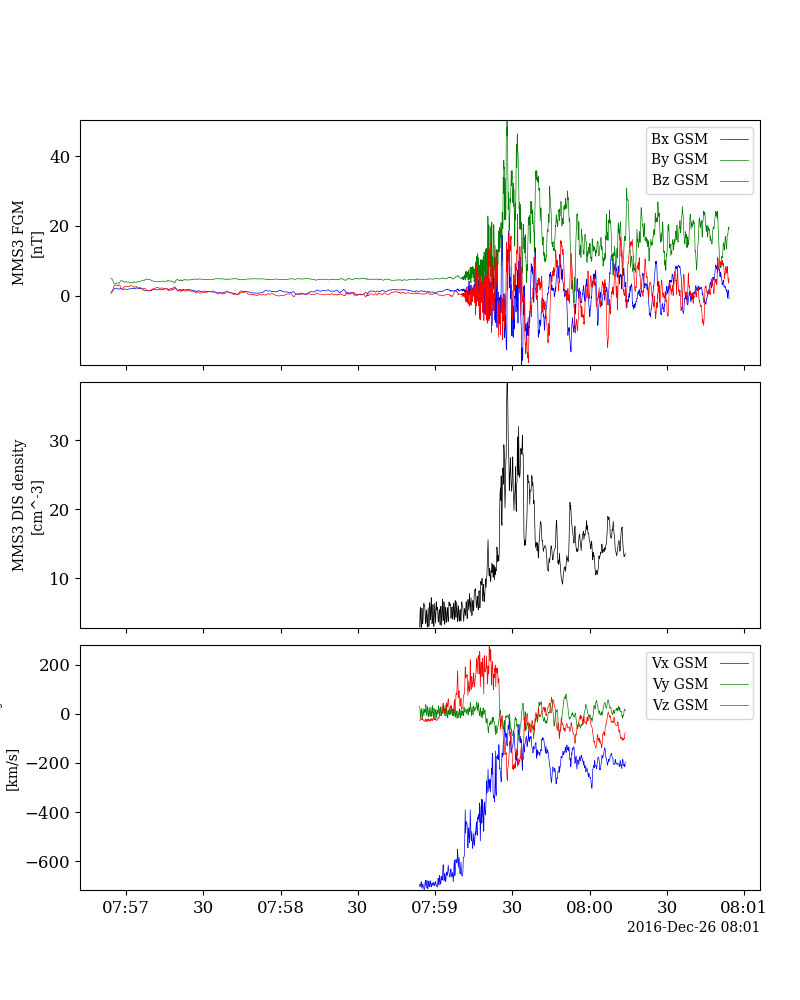 MMS3 FGM
[nT]
40
20
0
Bx GSM
By GSM
Bz GSM
MMS3 DIS density
[cm^-3]
30
20
10
[km/s]
200
0
−200
−400
−600
Vx GSM
Vy GSM
Vz GSM
07:57 30 07:58 30 07:59 30 08:00 30 08:01
2016-Dec-26 08:01